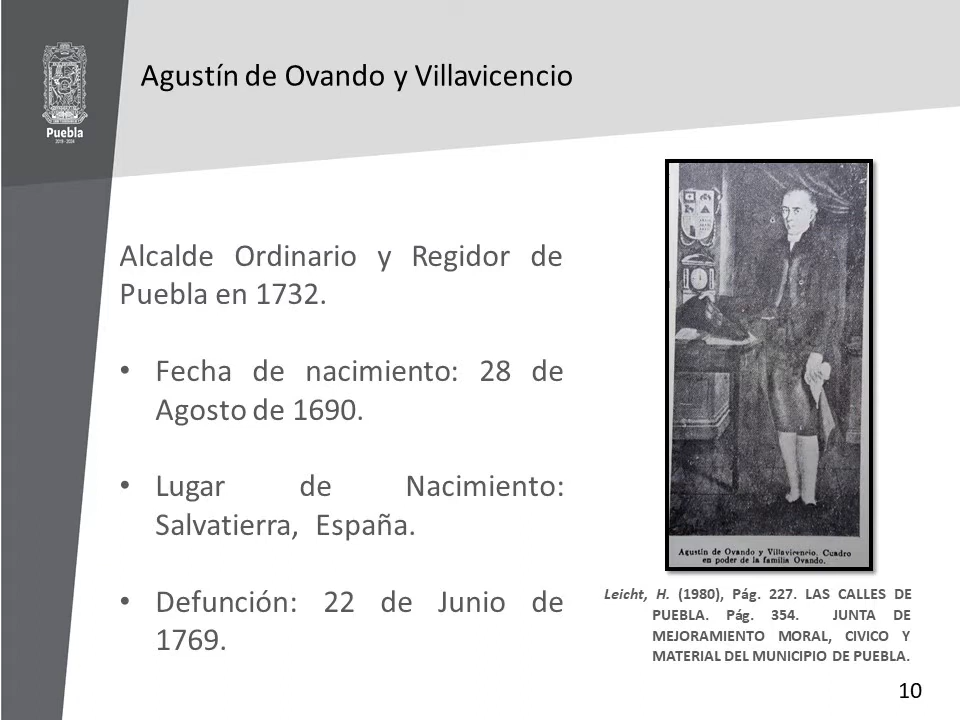 Agustín de Ovando y Villavicencio
Puebla
2019 - 2024
Alcalde Ordinario y Regidor de
Puebla en 1732.
• Fecha de nacimiento: 28 de
Agosto de 1690.
• Lugar de Nacimiento:
Salvatierra, España.
• Defunción: 22 de Junio de
1769.
Agustín de Ovando y Villavicencio. Cuadro
en poder de la familia Ovando.
Leicht, H. (1980), Pág. 227. LAS CALLES DE
PUEBLA. Pág. 354. JUNTA DE
MEJORAMIENTO MORAL, CIVICO Y
MATERIAL DEL MUNICIPIO DE PUEBLA.
10